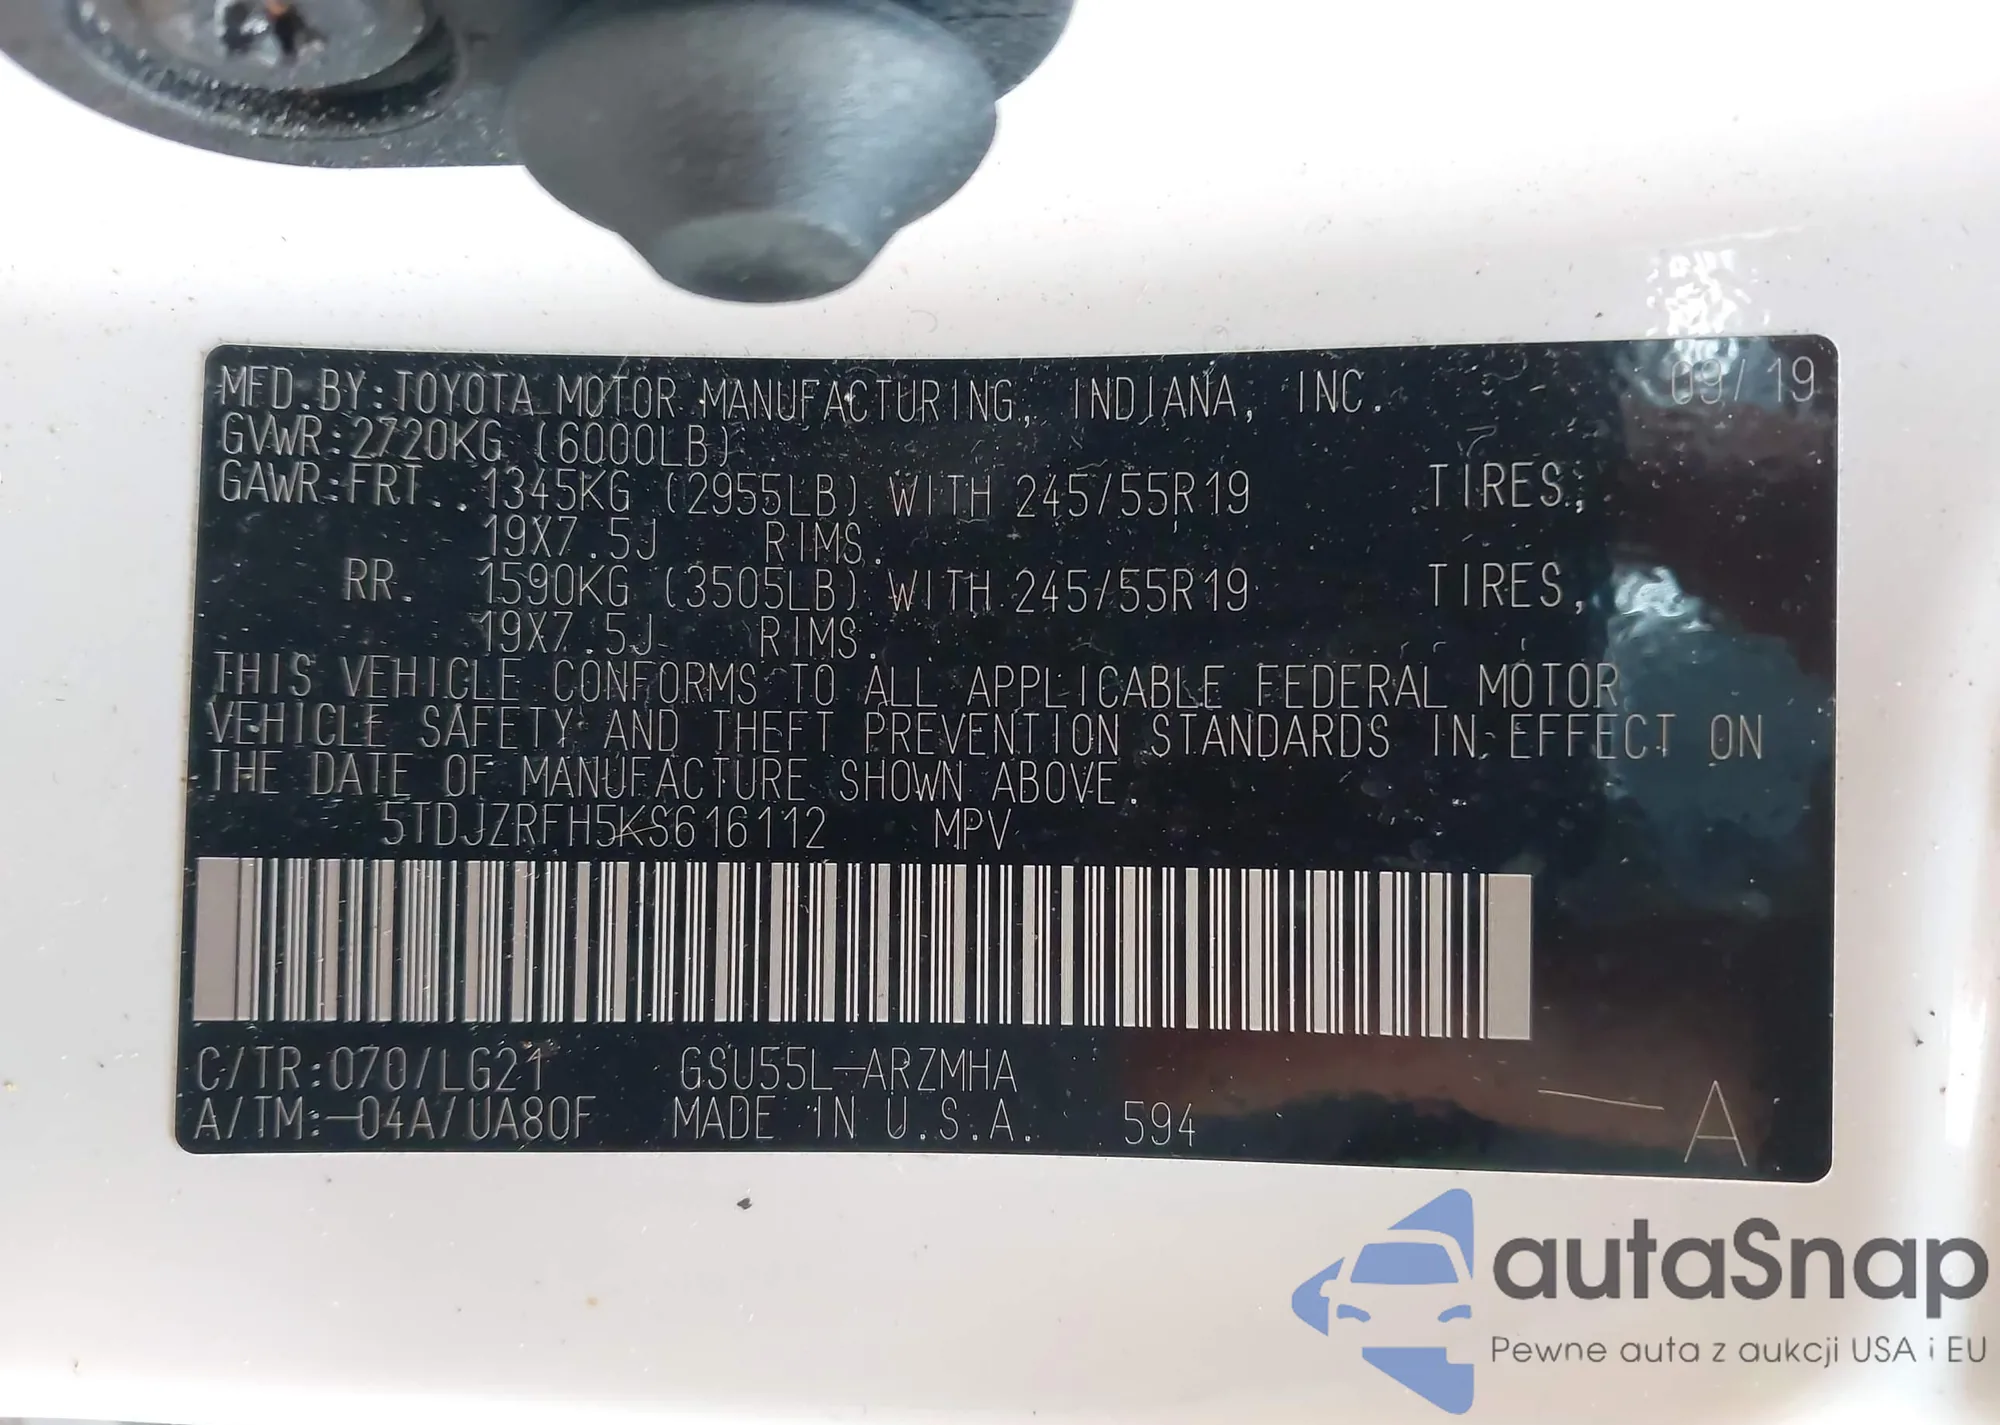 MFD. BY: TOYOTA MOTOR MANUFACTURING, INDIANA, INC. 09/19
GVWR: 2720KG (6000LB)
GAWR: FRT. 1345KG (2955LB) WITH 245/55R19 TIRES,
19X7.5J RIMS.
RR. 1590KG (3505LB) WITH 245/55R19 TIRES,
19X7.5J RIMS.
THIS VEHICLE CONFORMS TO ALL APPLICABLE FEDERAL MOTOR
VEHICLE SAFETY AND THEFT PREVENTION STANDARDS IN EFFECT ON
THE DATE OF MANUFACTURE SHOWN ABOVE.
5TDJZRFH5KS616112 MPV
C/TR:070/LG21 GSU55L-ARZMHA
A/TM:-04A/UA80F MADE IN U.S.A. 594 A
autoSnap
Pewne auta z aukcji USA i EU